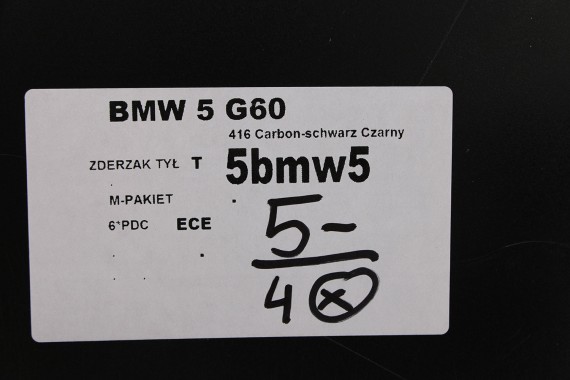 BMW 5 G60
416 Carbon-schwarz Czarny
ZDERZAK TYŁ T 5bmw5
M-PAKIET
6*PDC ECE
5-
4 x